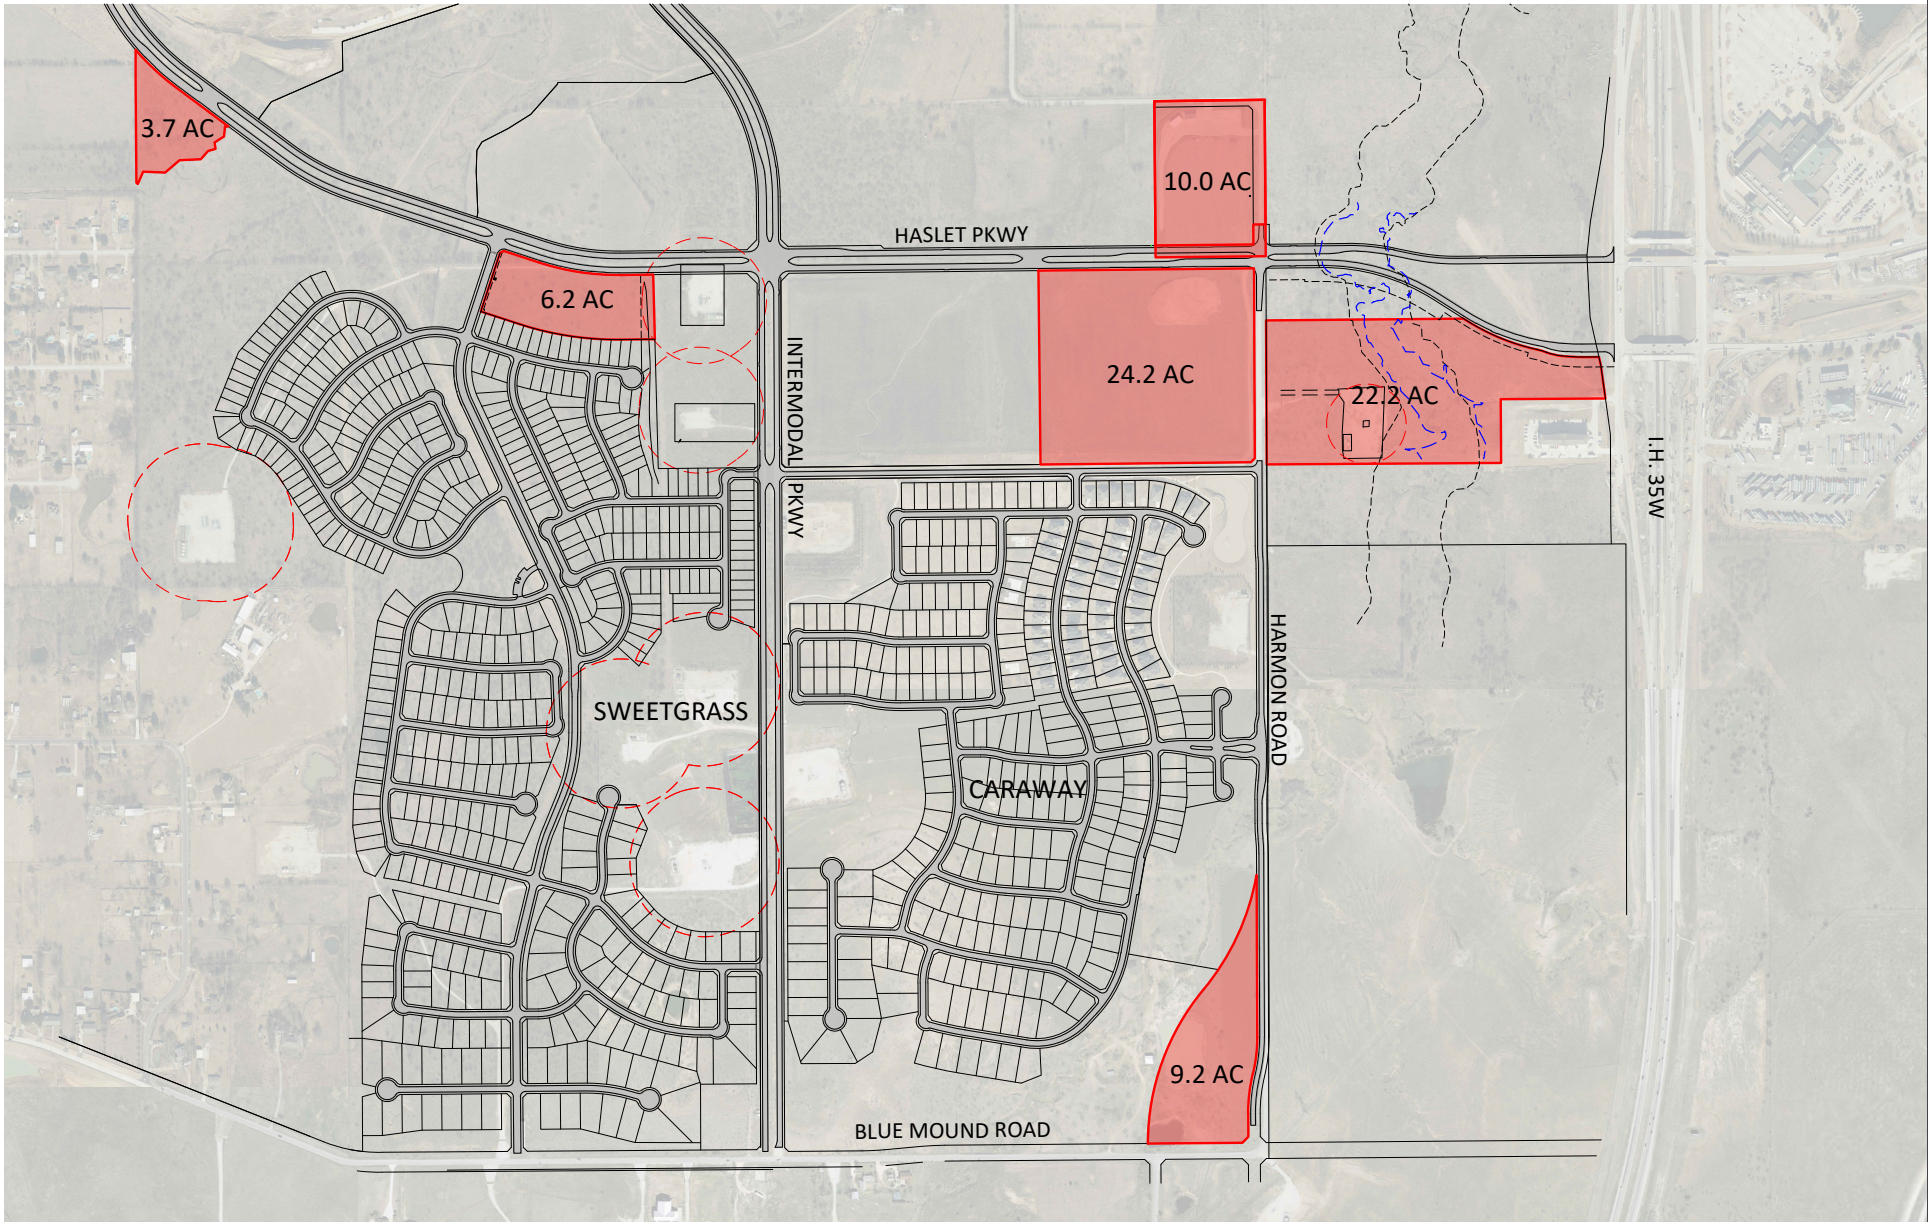 3.7 AC
10.0 AC
HASLET PKWY
6.2 AC
INTERMODAL PKWY
24.2 AC
22.2 AC
I.H. 35W
HARMON ROAD
SWEETGRASS
CARAWAY
9.2 AC
BLUE MOUND ROAD